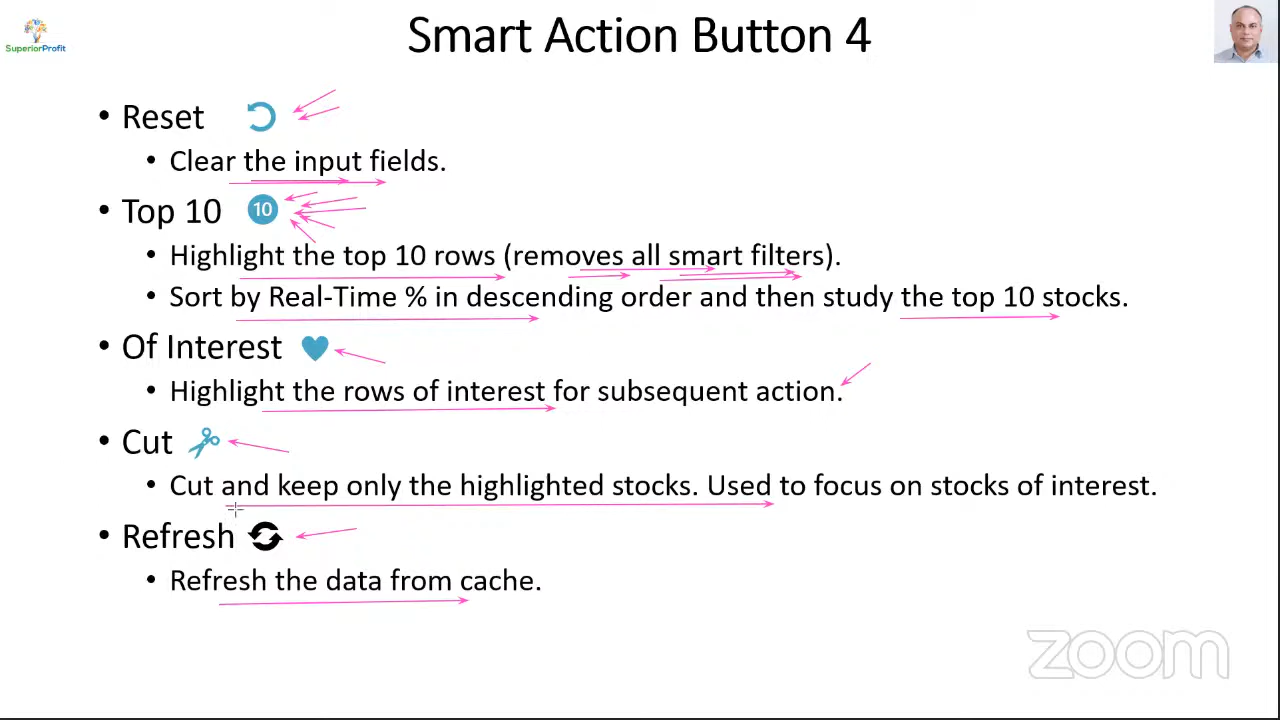 SuperiorProfit
Smart Action Button 4
• Reset
• Clear the input fields.
• Top 10 10
• Highlight the top 10 rows (removes all smart filters).
• Sort by Real-Time % in descending order and then study the top 10 stocks.
• Of Interest
• Highlight the rows of interest for subsequent action.
• Cut
• Cut and keep only the highlighted stocks. Used to focus on stocks of interest.
• Refresh
• Refresh the data from cache.
zoom